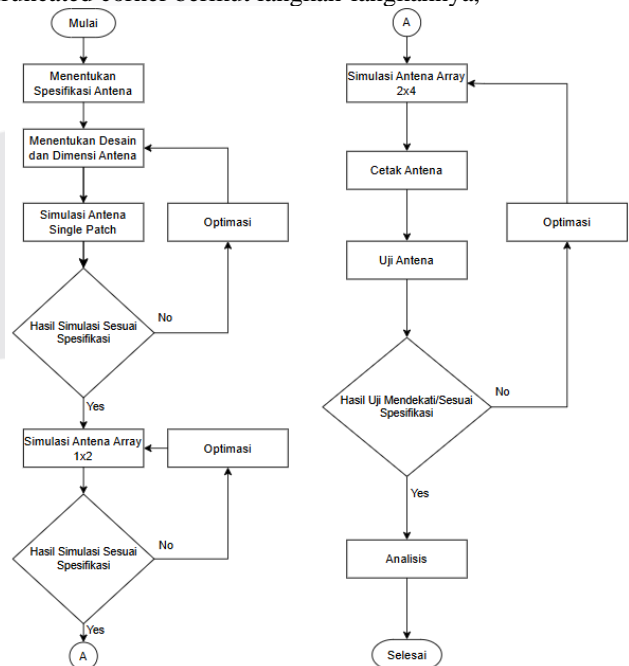 truncated corner berikut langkah-langkahnya,
Mulai
Menentukan
Spesifikasi Antena
Menentukan Desain
dan Dimensi Antena
Simulasi Antena
Single Patch
Optimasi
Hasil Simulasi Sesuai
Spesifikasi
No
Yes
Simulasi Antena Array
1x2
Optimasi
Hasil Simulasi Sesuai
Spesifikasi
No
Yes
A
A
Simulasi Antena Array
2x4
Cetak Antena
Optimasi
Uji Antena
Hasil Uji Mendekati/Sesuai
Spesifikasi
No
Yes
Analisis
Selesai